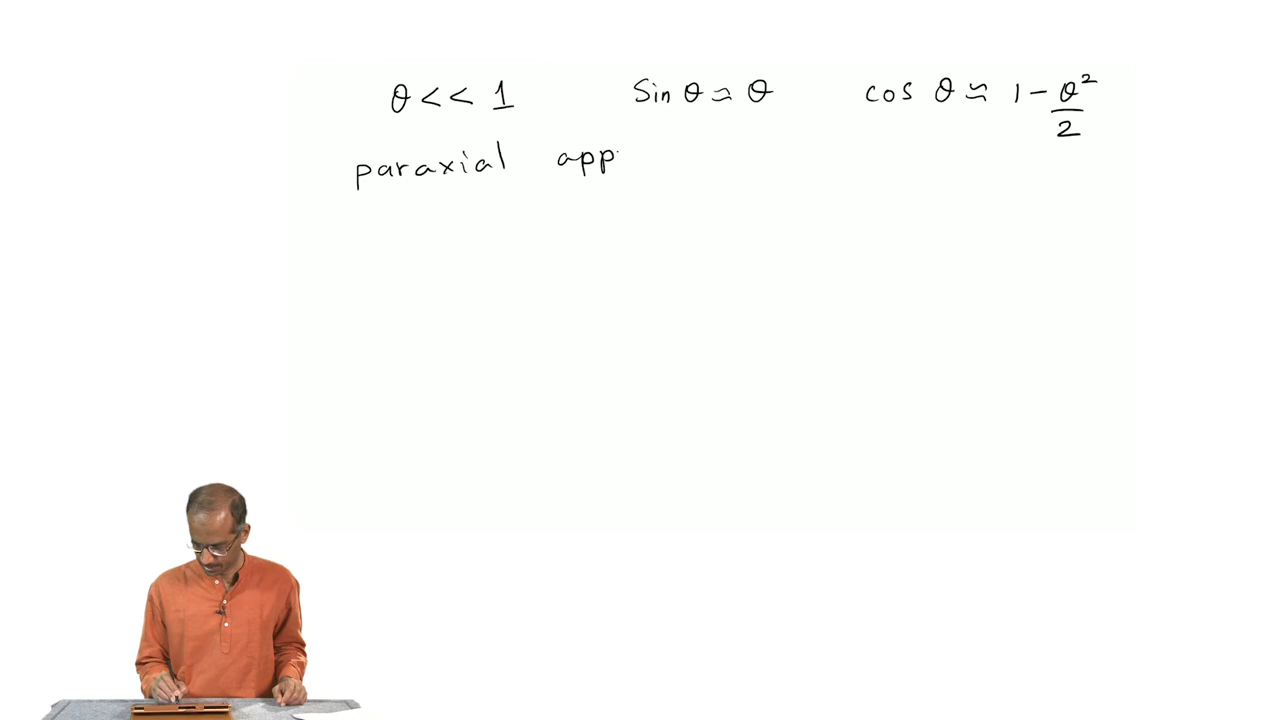 θ << 1 sin θ ≈ θ cos θ ≈ 1 - θ²/2
paraxial app